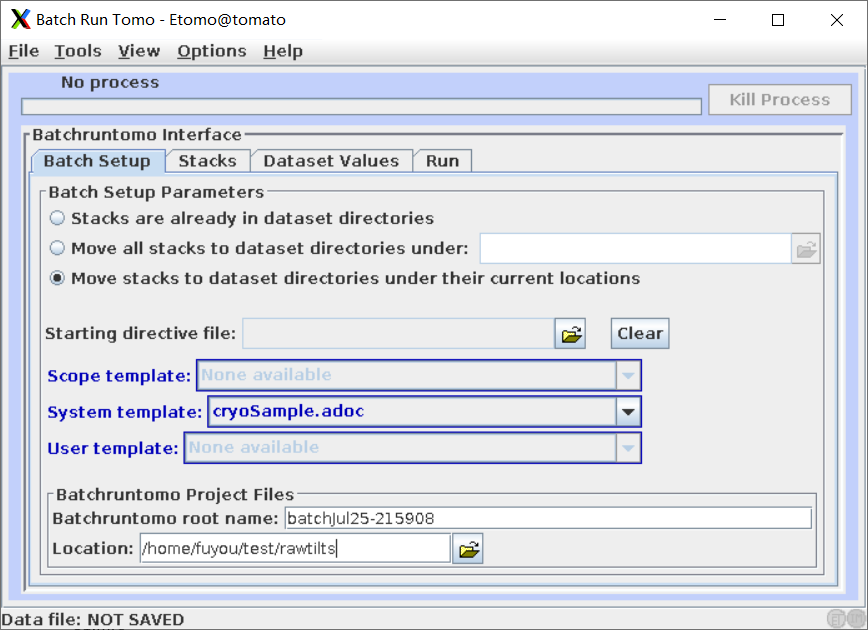 Batch Run Tomo - Etomo@tomato
File Tools View Options Help
No process
Kill Process
Batchruntomo Interface
Batch Setup Stacks Dataset Values Run
Batch Setup Parameters
Stacks are already in dataset directories
Move all stacks to dataset directories under:
Move stacks to dataset directories under their current locations
Starting directive file: Clear
Scope template: None available
System template: cryoSample.adoc
User template: None available
Batchruntomo Project Files
Batchruntomo root name: batchJul25-215908
Location: /home/fuyou/test/rawtilts
Data file: NOT SAVED